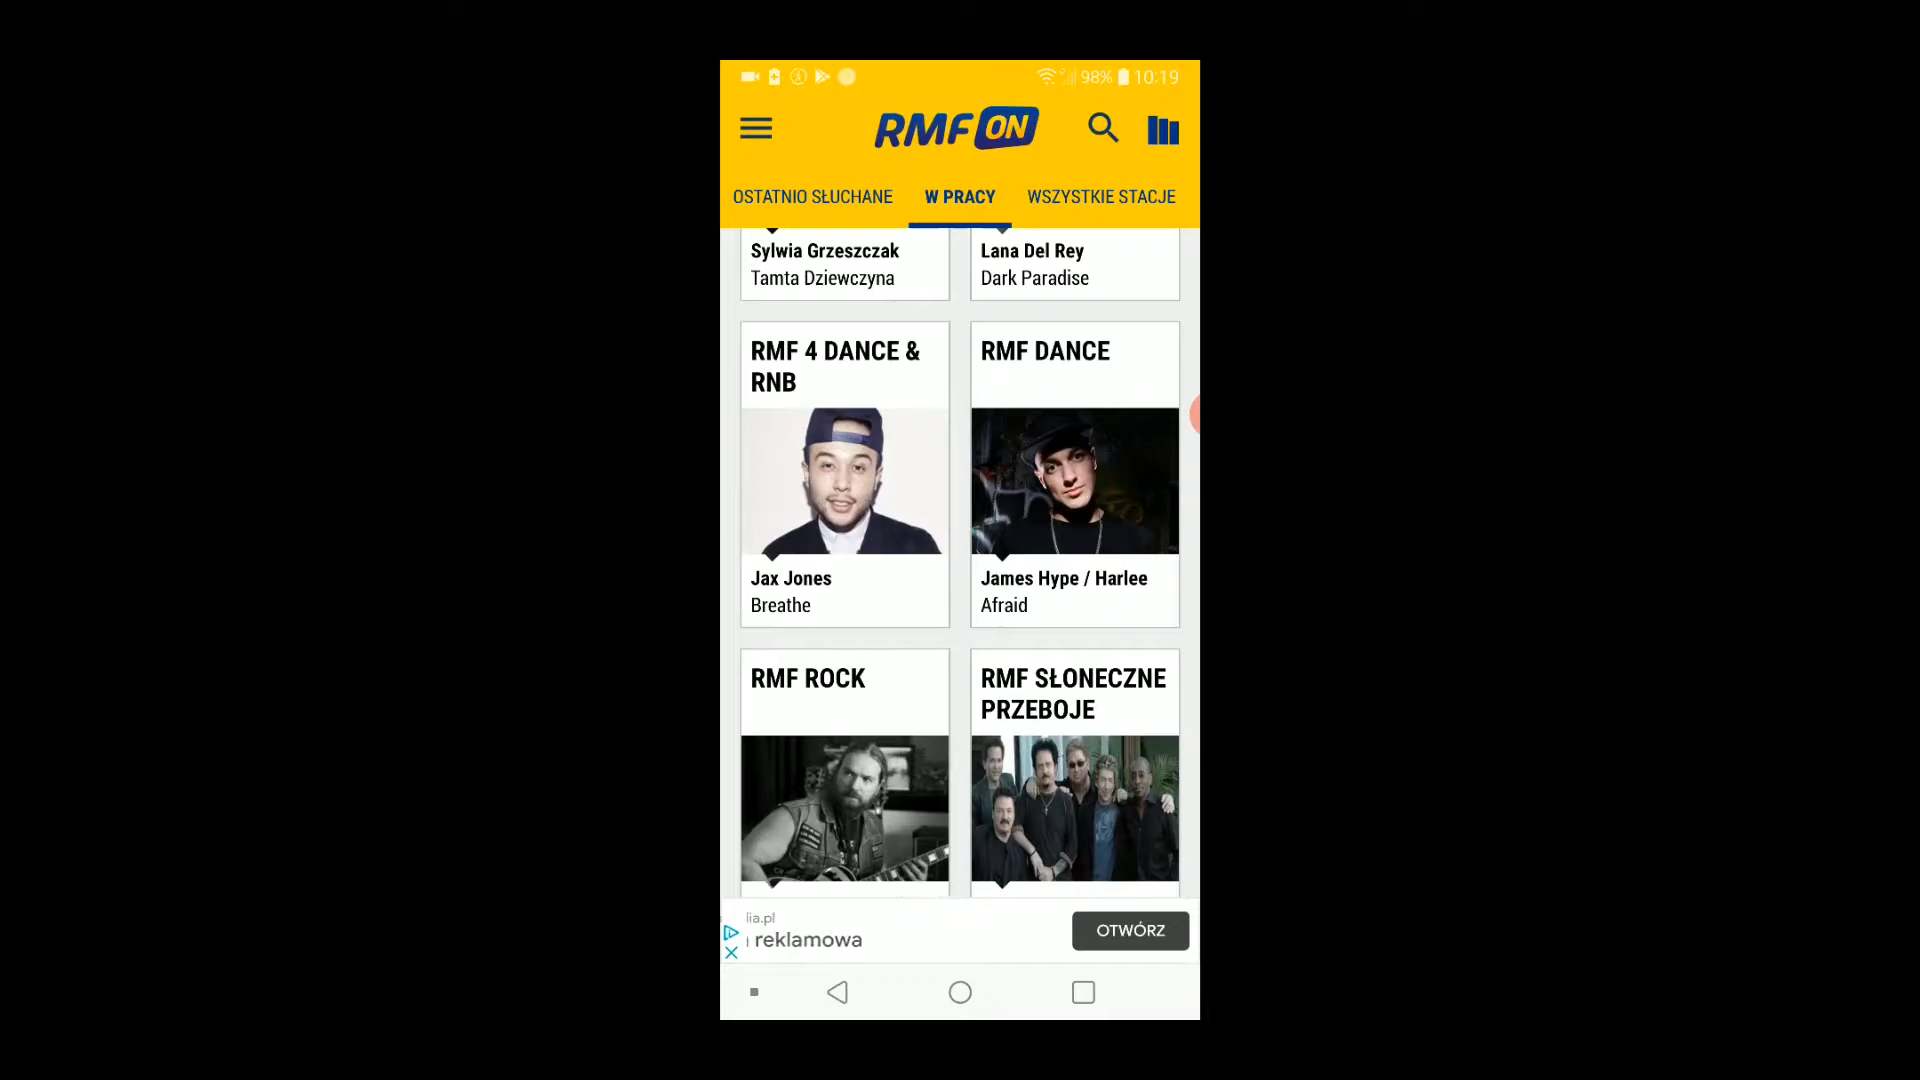 98% 10:19
RMF ON
OSTATNIO SŁUCHANE W PRACY WSZYSTKIE STACJE
Sylwia Grzeszczak
Tamta Dziewczyna
Lana Del Rey
Dark Paradise
RMF 4 DANCE &
RNB
Jax Jones
Breathe
RMF DANCE
James Hype / Harlee
Afraid
RMF ROCK
RMF SŁONECZNE
PRZEBOJE
lia.pl
reklamowa
OTWÓRZ